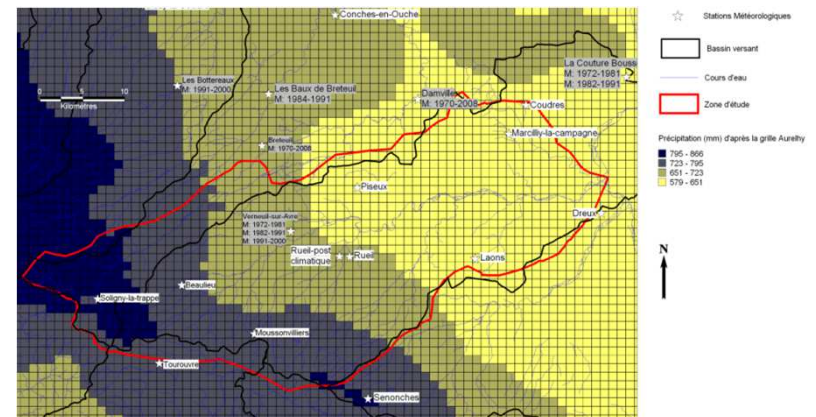 Conches-en-Ouche
Les Bottereaux
M: 1991-2000
Les Baux de Breteuil
M: 1984-1991
Damville
M: 1970-2008
La Couture Bouss
M: 1972-1981
M: 1982-1991
Coudres
Marcilly-la-campagne
Breteuil
M: 1970-2008
Piseux
Dreux
Verneuil-sur-Avre
M: 1972-1981
M: 1982-1991
M: 1991-2000
Rueil-post
climatique
Rueil
Laons
Beaulieu
Soligny-la-trappe
Moussonvilliers
Tourouvre
Senonches
0 5 10
Kilomètres
Stations Météorologiques
Bassin versant
Cours d'eau
Zone d'étude
Précipitation (mm) d'après la grille Aurelhy
795 - 866
723 - 795
651 - 723
579 - 651
N